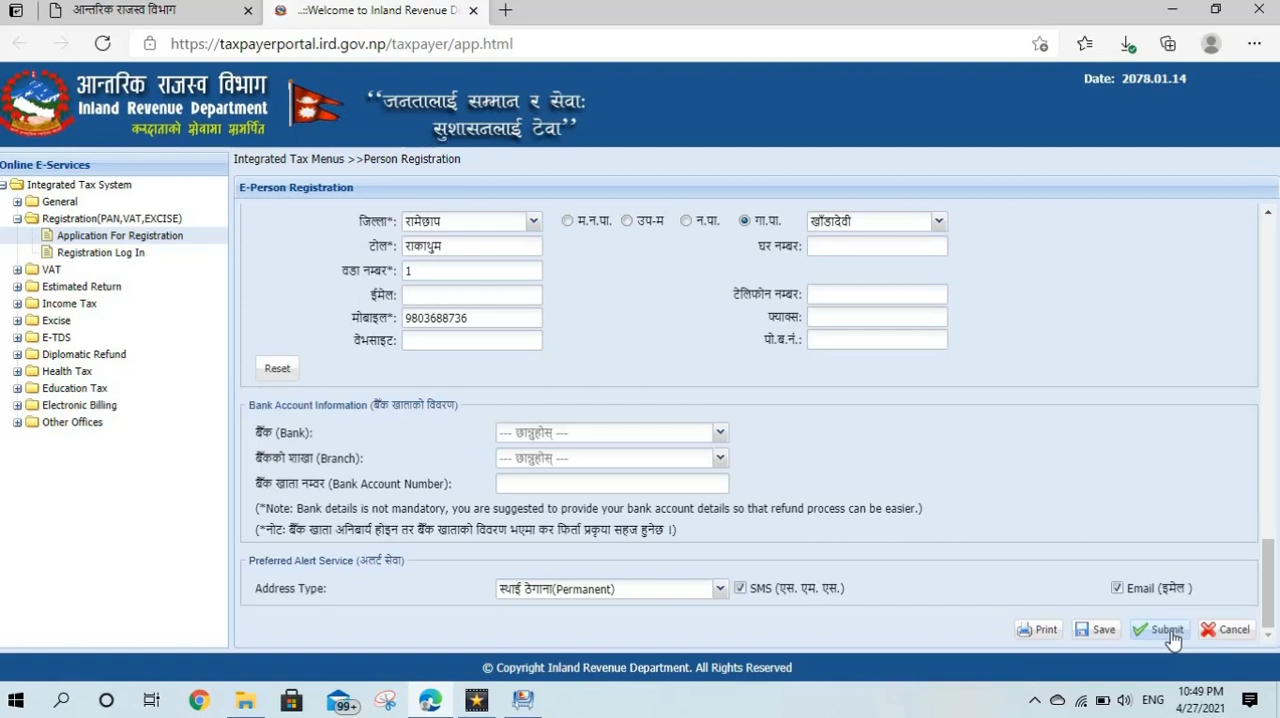 आन्तरिक राजस्व विभाग
..::Welcome to Inland Revenue D
https://taxpayerportal.ird.gov.np/taxpayer/app.html
आन्तरिक राजस्व विभाग
Inland Revenue Department
“जनतालाई सम्मान र सेवा:
सुशासनलाई टेवा”
Date: 2078.01.14
Online E-Services
Integrated Tax System
General
Registration(PAN,VAT,EXCISE)
Application For Registration
Registration Log In
VAT
Estimated Return
Income Tax
Excise
E-TDS
Diplomatic Refund
Health Tax
Education Tax
Electronic Billing
Other Offices
Integrated Tax Menus >>Person Registration
E-Person Registration
जिल्ला*: रामेछाप म.न.पा. उप-म न.पा. गा.पा. खाँडादेवी
टोल*: राकाथुम घर नम्बर:
वडा नम्बर*: 1
ईमेल: टेलिफोन नम्बर:
मोबाइल*: 9803688736 फ्याक्स:
वेभसाइट: पो.ब.नं.:
Reset
Bank Account Information (बैँक खाताको विवरण)
बैँक (Bank): --- छान्नुहोस् ---
बैँकको शाखा (Branch): --- छान्नुहोस् ---
बैँक खाता नम्वर (Bank Account Number):
(*Note: Bank details is not mandatory, you are suggested to provide your bank account details so that refund process can be easier.)
(*नोट: बैँक खाता अनिबार्य होइन तर बैँक खाताको विवरण भएमा कर फिर्ता प्रकृया सहज हुनेछ ।)
Preferred Alert Service (अलर्ट सेवा)
Address Type: स्थाई ठेगाना(Permanent) SMS (एस. एम. एस.) Email (इमेल )
Print Save Submit Cancel
© Copyright Inland Revenue Department. All Rights Reserved
99+
ENG
10:49 PM
4/27/2021